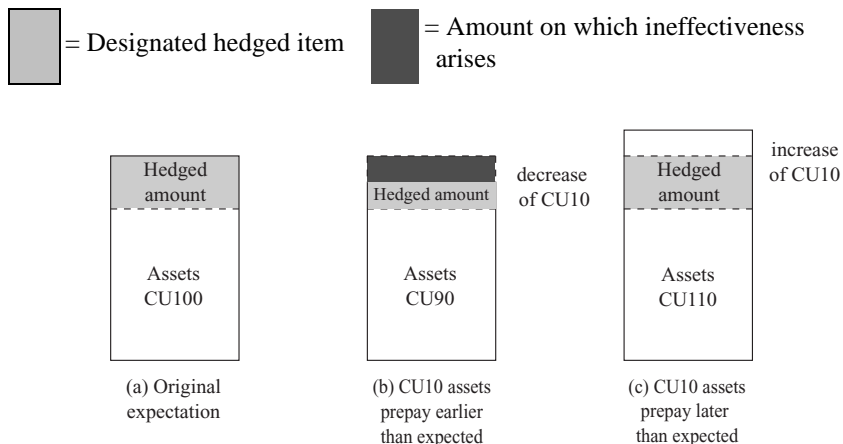 = Designated hedged item
= Amount on which ineffectiveness
arises
Hedged
amount
Assets
CU100
(a) Original
expectation
Hedged amount
decrease
of CU10
Assets
CU90
(b) CU10 assets
prepay earlier
than expected
increase
of CU10
Hedged
amount
Assets
CU110
(c) CU10 assets
prepay later
than expected